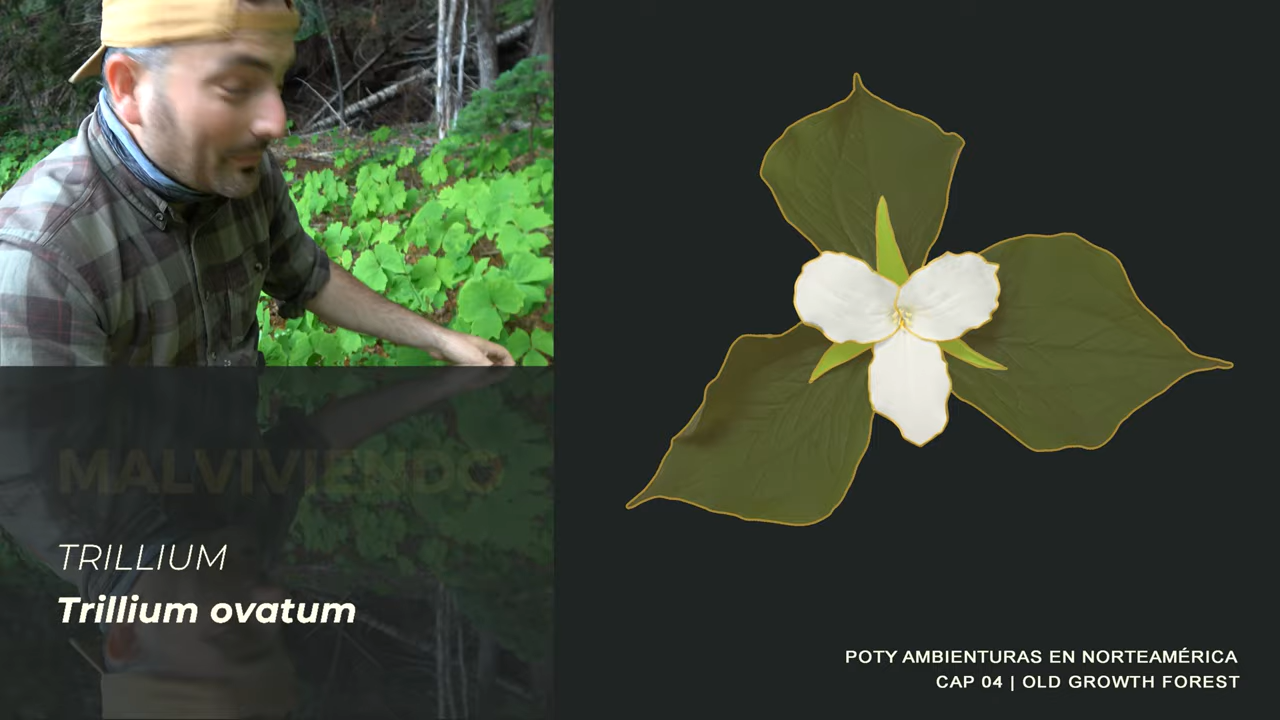 MALVIVIENDO
TRILLIUM
Trillium ovatum
POTY AMBIENTURAS EN NORTEAMÉRICA
CAP 04 | OLD GROWTH FOREST